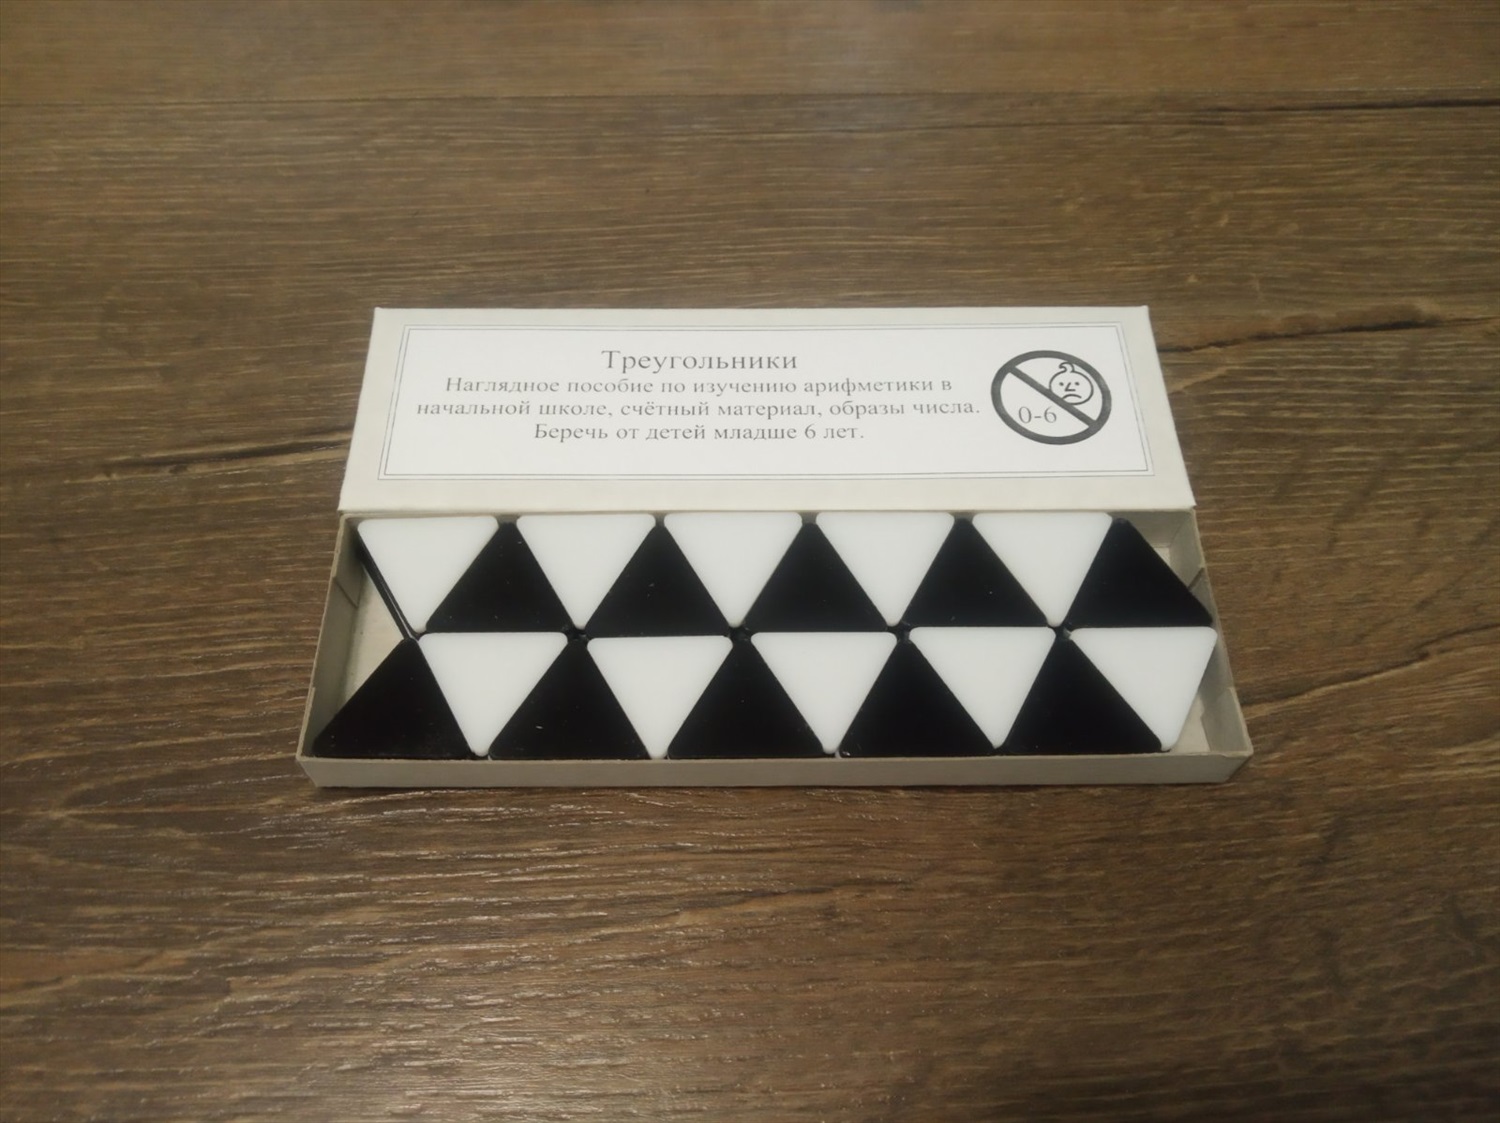 Треугольники
Наглядное пособие по изучению арифметики в
начальной школе, счётный материал, образы числа.
Беречь от детей младше 6 лет.
0-6